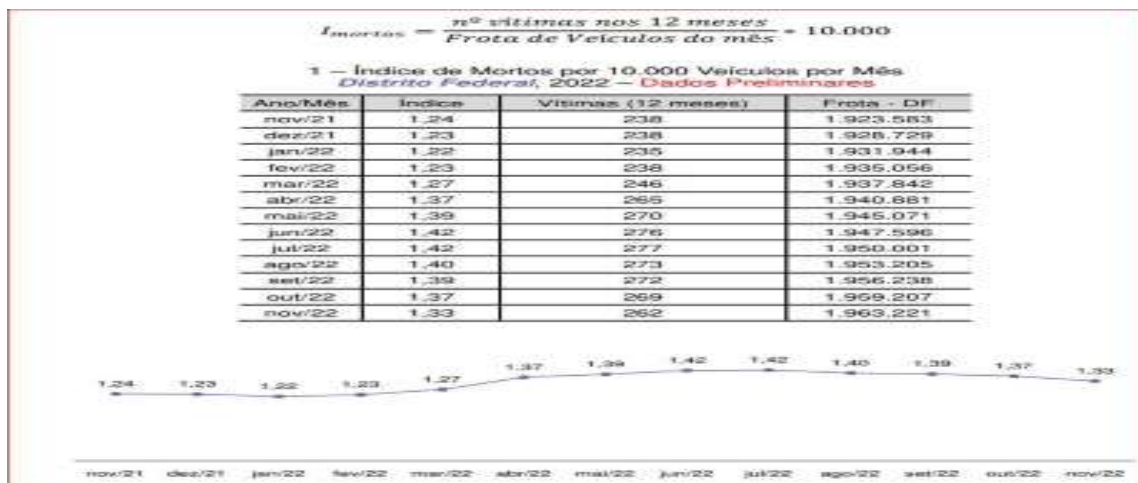 I_mortos = nº vítimas nos 12 meses / Frota de Veículos do mês * 10.000
1 – Índice de Mortos por 10.000 Veículos por Mês
Distrito Federal, 2022 – Dados Preliminares
Ano/Mês Índice Vítimas (12 meses) Frota - DF
nov/21 1,24 238 1.923.583
dez/21 1,23 238 1.928.729
jan/22 1,22 235 1.931.944
fev/22 1,23 238 1.935.056
mar/22 1,27 246 1.937.842
abr/22 1,37 265 1.940.881
mai/22 1,39 270 1.945.071
jun/22 1,42 276 1.947.596
jul/22 1,42 277 1.950.001
ago/22 1,40 273 1.953.205
set/22 1,39 272 1.956.238
out/22 1,37 269 1.959.207
nov/22 1,33 262 1.963.221
1,24 1,23 1,22 1,23 1,27 1,37 1,39 1,42 1,42 1,40 1,39 1,37 1,33
nov/21 dez/21 jan/22 fev/22 mar/22 abr/22 mai/22 jun/22 jul/22 ago/22 set/22 out/22 nov/22